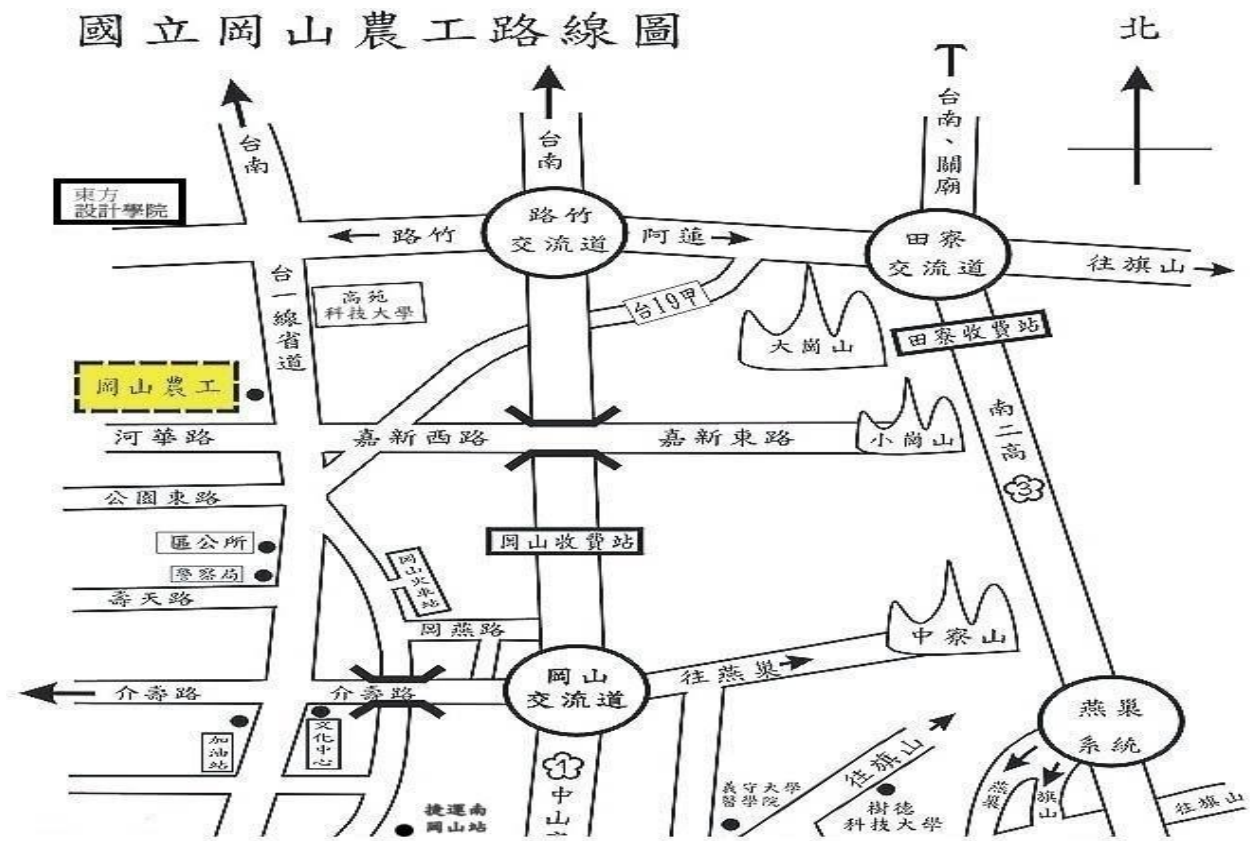 國立岡山農工路線圖
北
台南
台南
台南、關廟
東方
設計學院
路竹
路竹
交流道
阿蓮
田寮
交流道
往旗山
台一線省道
高苑
科技大學
台19甲
大崗山
田寮收費站
岡山農工
河華路
嘉新西路
嘉新東路
小崗山
南二高
3
公園東路
岡山收費站
區公所
警察局
岡山火車站
壽天路
岡燕路
中寮山
介壽路
介壽路
岡山
交流道
往燕巢
燕巢
系統
加油站
文化中心
1
中山
往旗山
義守大學
醫學院
樹德
科技大學
燕巢
旗山
往旗山
捷運南
岡山站